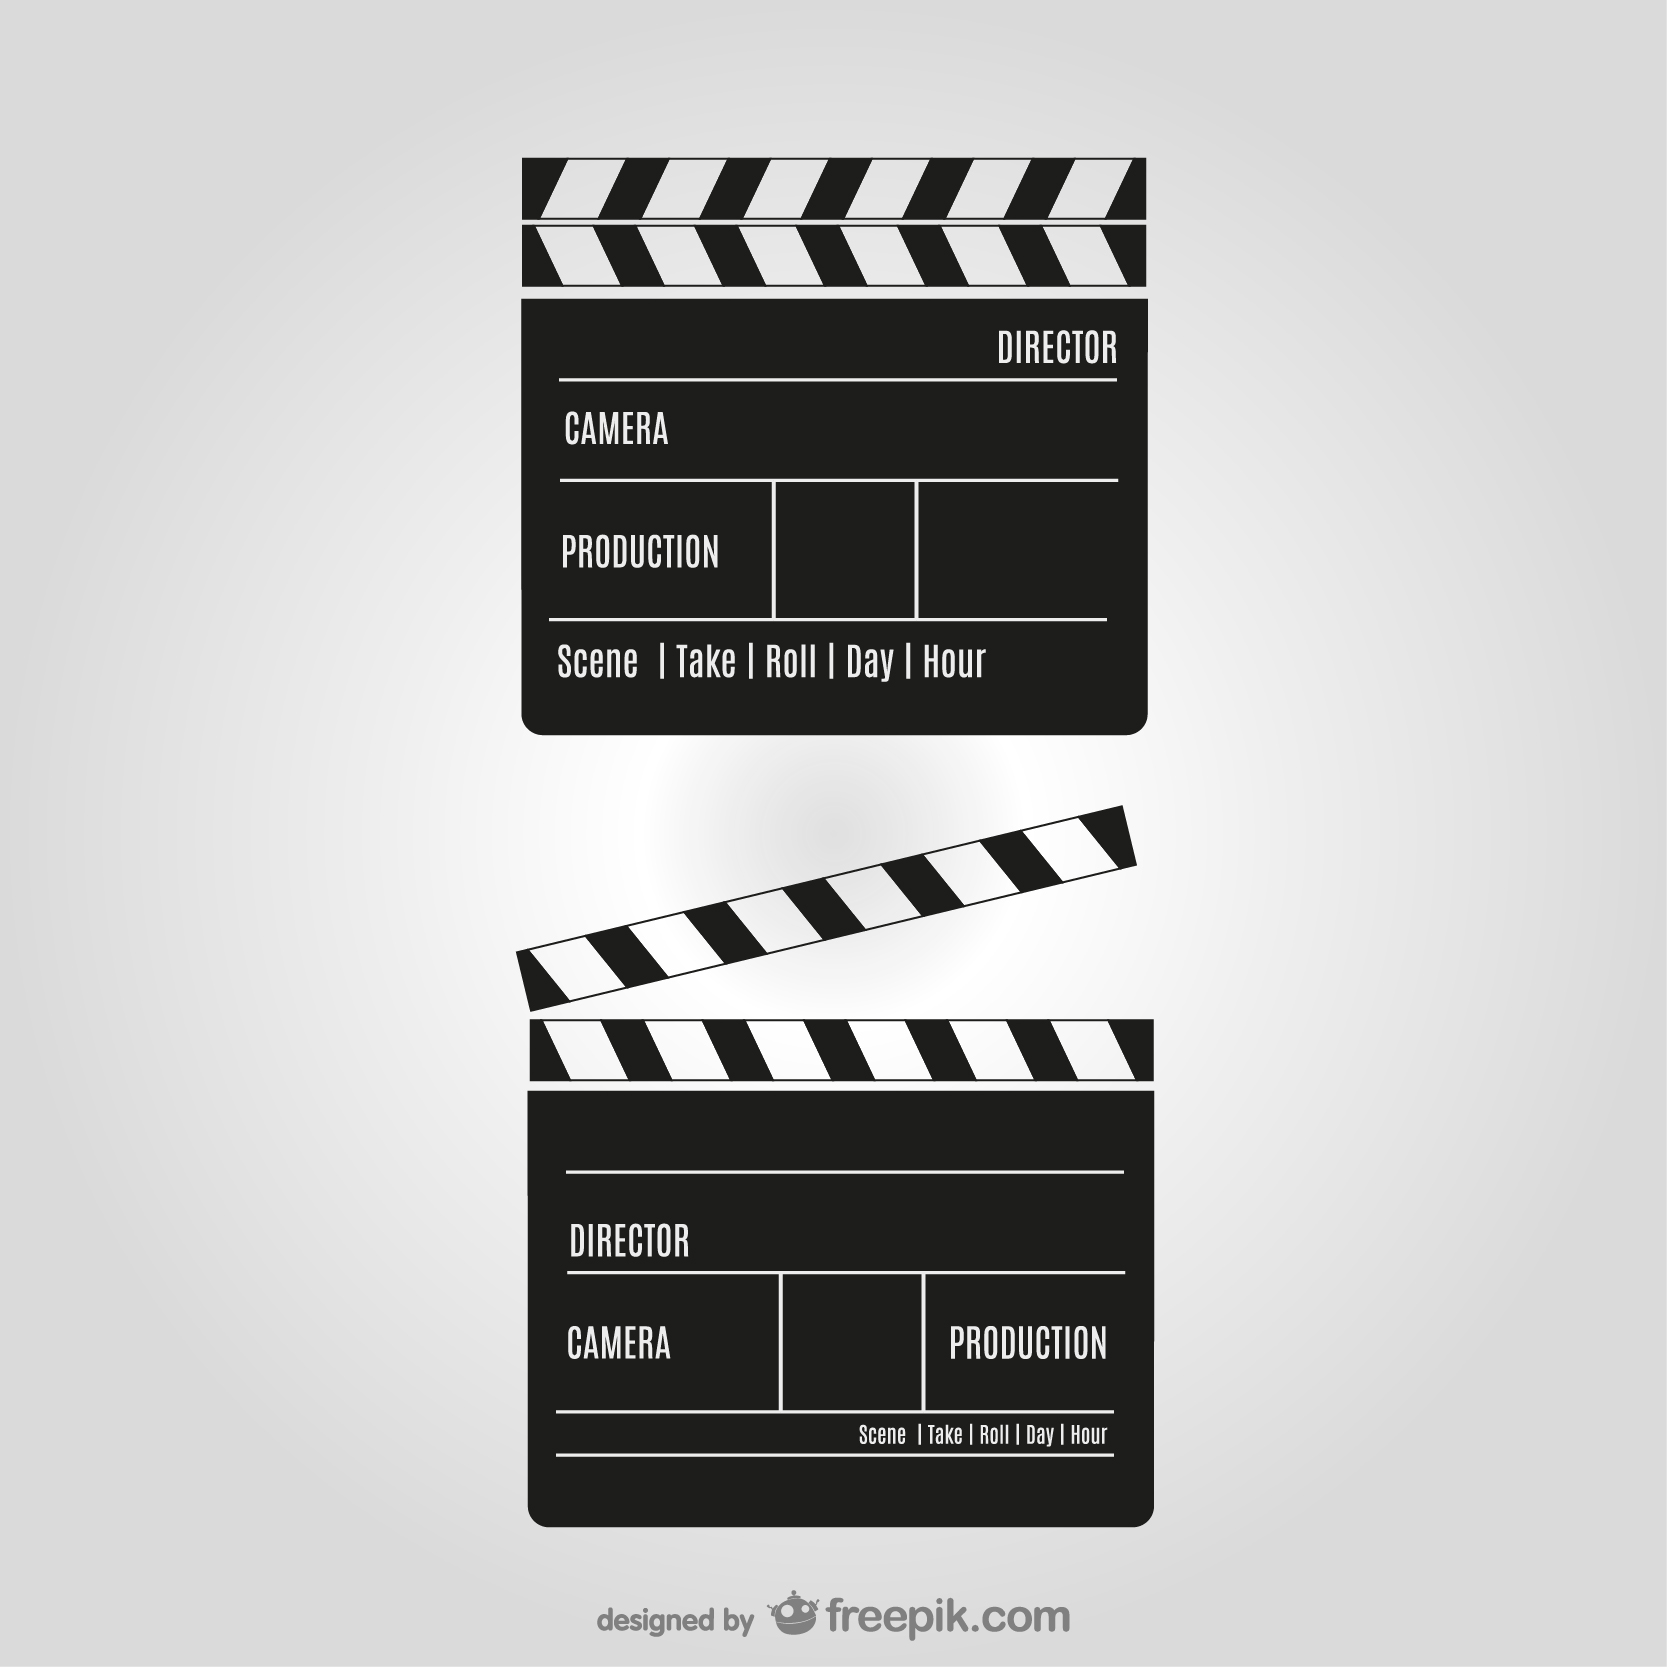 DIRECTOR
CAMERA
PRODUCTION
Scene | Take | Roll | Day | Hour
DIRECTOR
CAMERA PRODUCTION
Scene | Take | Roll | Day | Hour
designed by freepik.com